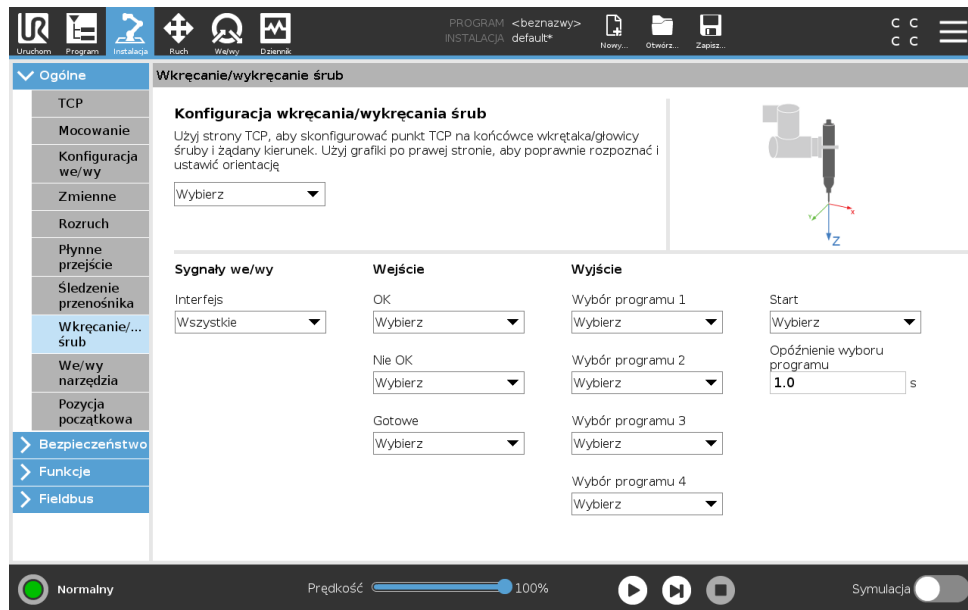 PROGRAM <beznazwy>
INSTALACJA default*
Uruchom Program Instalacja Ruch We/wy Dziennik Nowy... Otwórz... Zapisz...
C C
C C
Ogólne
Wkręcanie/wykręcanie śrub
TCP
Mocowanie
Konfiguracja
we/wy
Zmienne
Rozruch
Płynne
przejście
Śledzenie
przenośnika
Wkręcanie/...
śrub
We/wy
narzędzia
Pozycja
początkowa
Bezpieczeństwo
Funkcje
Fieldbus
Konfiguracja wkręcania/wykręcania śrub
Użyj strony TCP, aby skonfigurować punkt TCP na końcówce wkrętaka/głowicy
śruby i żądany kierunek. Użyj grafiki po prawej stronie, aby poprawnie rozpoznać i
ustawić orientację
Wybierz
Y X
Z
Sygnały we/wy Wejście Wyjście
Interfejs OK Wybór programu 1 Start
Wszystkie Wybierz Wybierz Wybierz
Nie OK Wybór programu 2 Opóźnienie wyboru
programu
Wybierz Wybierz 1.0 s
Gotowe Wybór programu 3
Wybierz Wybierz
Wybór programu 4
Wybierz
Normalny Prędkość 100% Symulacja